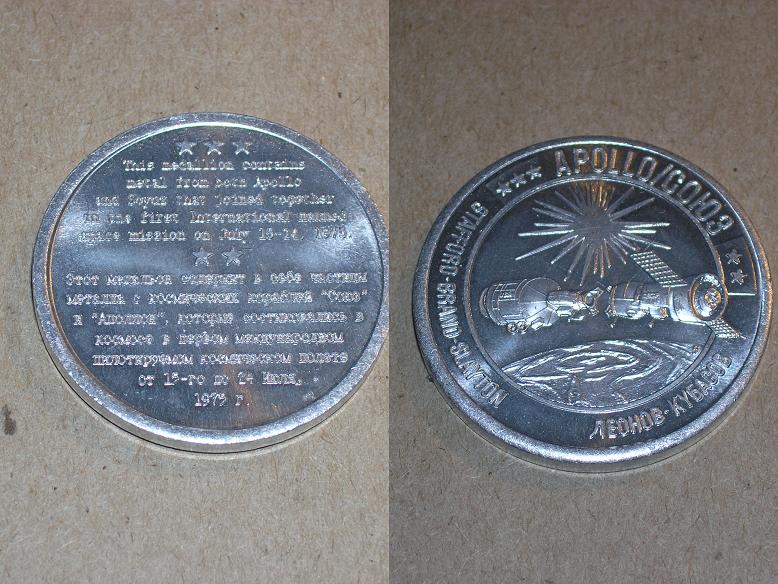 This medallion contains
metal from both Apollo
and Soyuz that joined together
in the first International manned
space mission on July 15-24, 1975.
Этот медальон содержит в себе частицы
металла с космических кораблей "Союз"
и "Аполлон", которые состыковались в
космосе в первом международном
пилотируемом космическом полете
от 15-го до 24 Июля,
1975 г.
APOLLO/СОЮЗ
STAFFORD-BRAND-SLAYTON
ЛЕОНОВ-КУБАСОВ